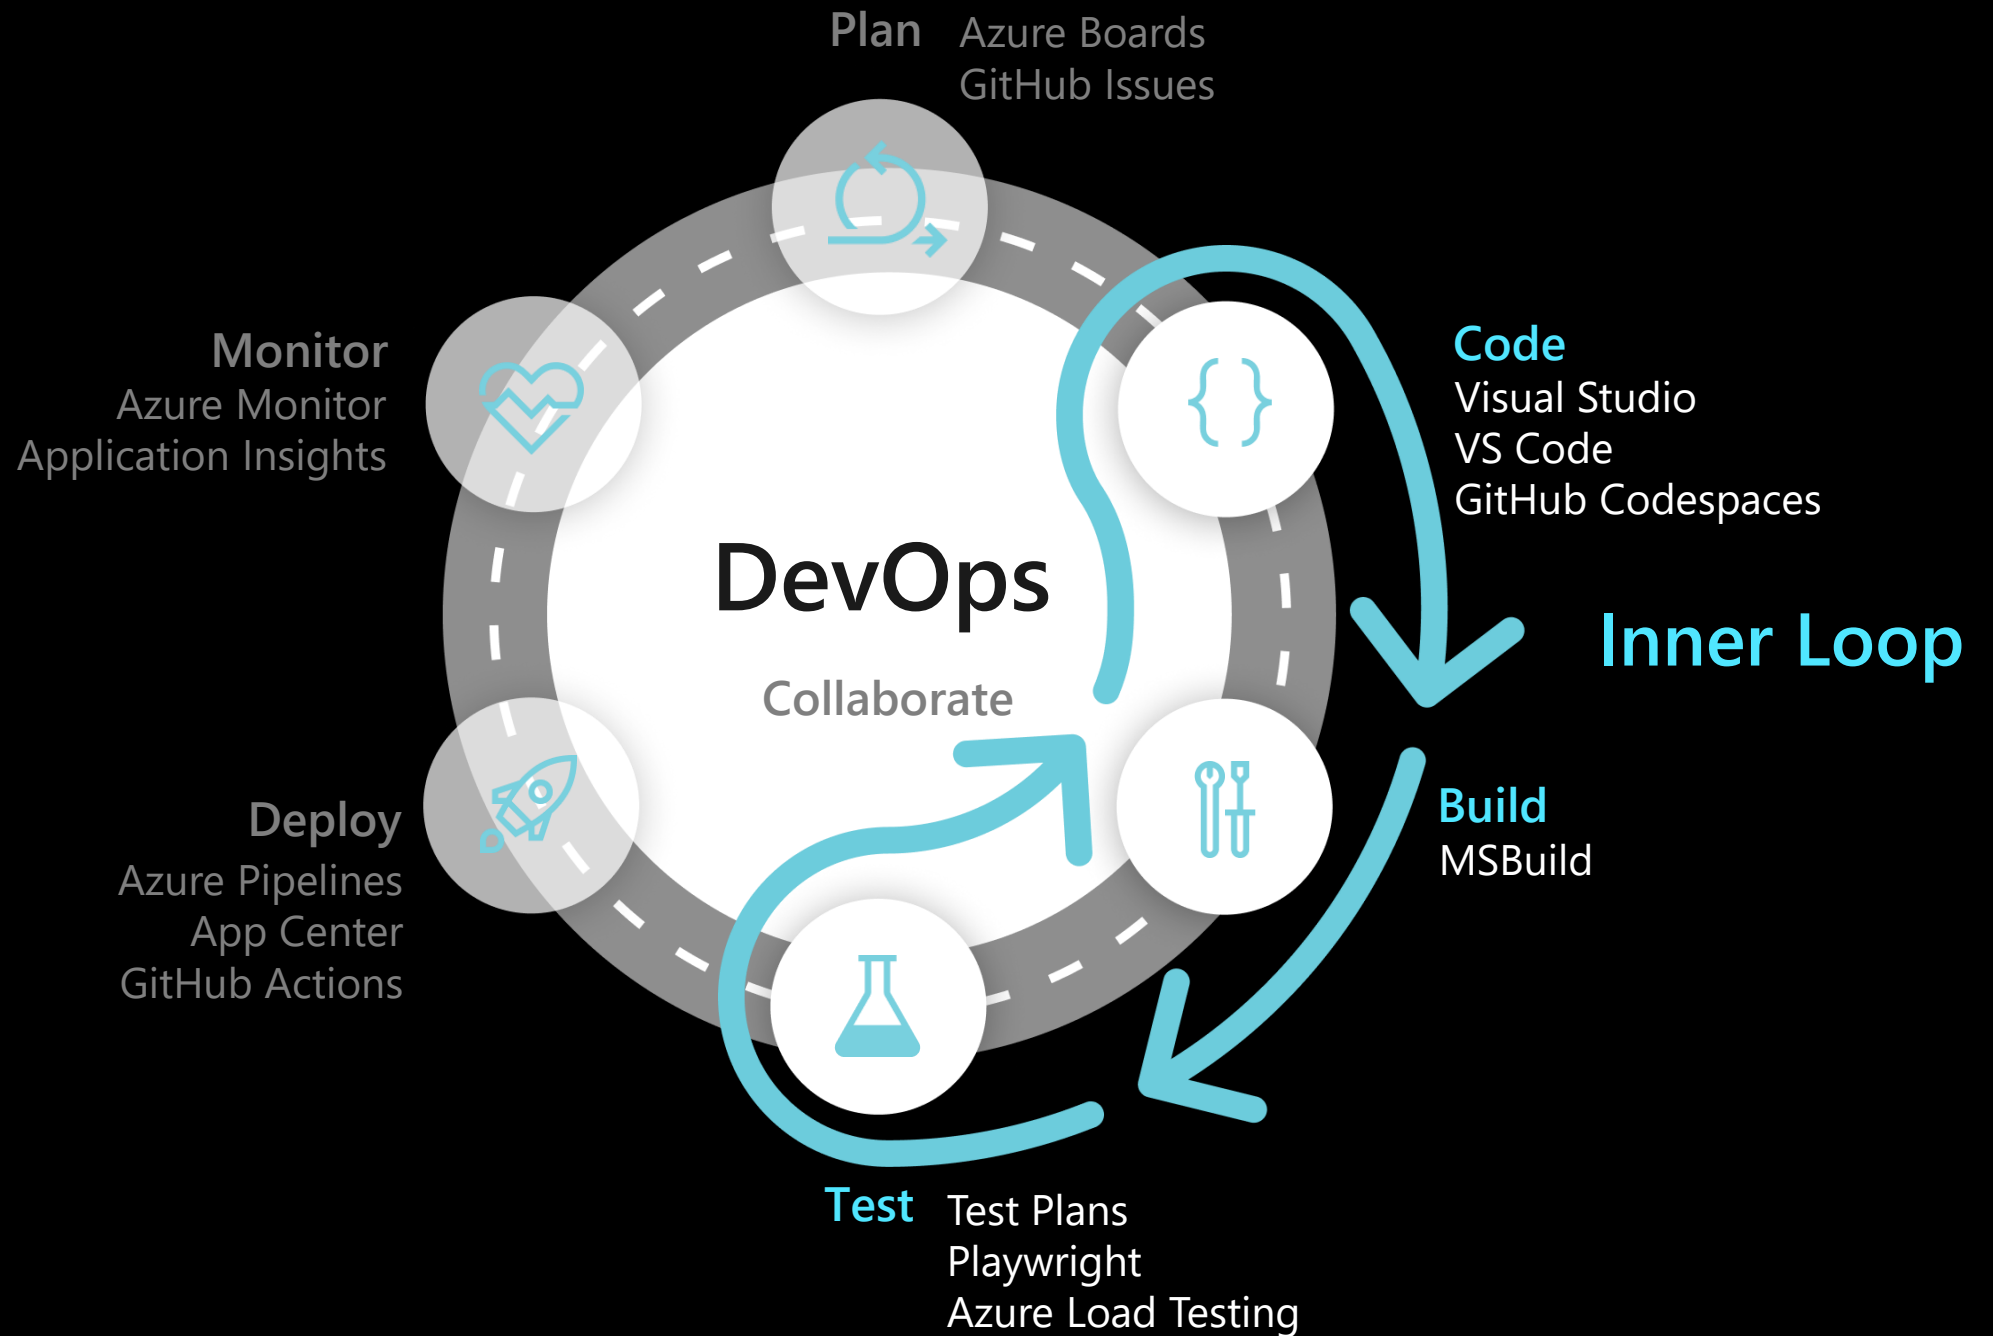 Plan
Azure Boards
GitHub Issues
Monitor
Azure Monitor
Application Insights
Code
Visual Studio
VS Code
GitHub Codespaces
DevOps
Collaborate
Inner Loop
Deploy
Azure Pipelines
App Center
GitHub Actions
Build
MSBuild
Test
Test Plans
Playwright
Azure Load Testing